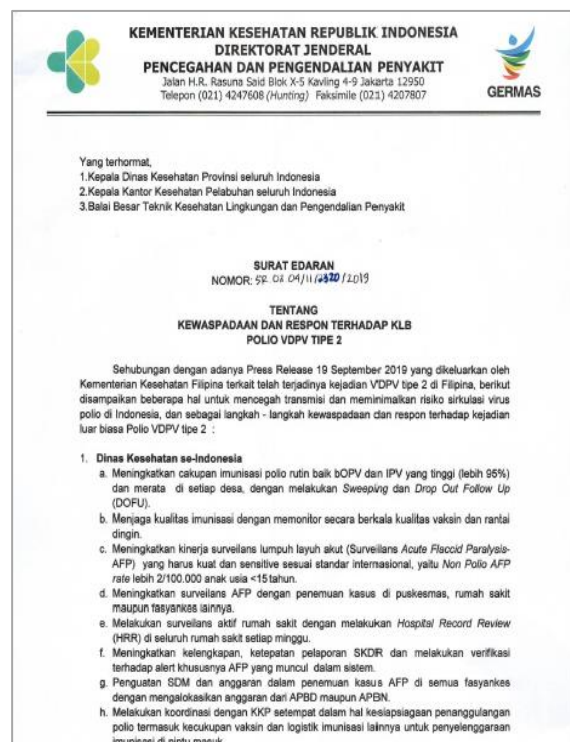 KEMENTERIAN KESEHATAN REPUBLIK INDONESIA
DIREKTORAT JENDERAL
PENCEGAHAN DAN PENGENDALIAN PENYAKIT
Jalan H.R. Rasuna Said Blok X-5 Kavling 4-9 Jakarta 12950
Telepon (021) 4247608 (Hunting) Faksimile (021) 4207807
GERMAS
Yang terhormat,
1.Kepala Dinas Kesehatan Provinsi seluruh Indonesia
2.Kepala Kantor Kesehatan Pelabuhan seluruh Indonesia
3.Balai Besar Teknik Kesehatan Lingkungan dan Pengendalian Penyakit
SURAT EDARAN
NOMOR: SR 03 04/11/2320/2019
TENTANG
KEWASPADAAN DAN RESPON TERHADAP KLB
POLIO VDPV TIPE 2
Sehubungan dengan adanya Press Release 19 September 2019 yang dikeluarkan oleh
Kementerian Kesehatan Filipina terkait telah terjadinya kejadian VDPV tipe 2 di Filipina, berikut
disampaikan beberapa hal untuk mencegah transmisi dan meminimalkan risiko sirkulasi virus
polio di Indonesia, dan sebagai langkah - langkah kewaspadaan dan respon terhadap kejadian
luar biasa Polio VDPV tipe 2 :
1. Dinas Kesehatan se-Indonesia
a. Meningkatkan cakupan imunisasi polio rutin baik bOPV dan IPV yang tinggi (lebih 95%)
dan merata di setiap desa, dengan melakukan Sweeping dan Drop Out Follow Up
(DOFU).
b. Menjaga kualitas imunisasi dengan memonitor secara berkala kualitas vaksin dan rantai
dingin.
c. Meningkatkan kinerja surveilans lumpuh layuh akut (Surveilans Acute Flaccid Paralysis-
AFP) yang harus kuat dan sensitive sesuai standar internasional, yaitu Non Polio AFP
rate lebih 2/100.000 anak usia <15 tahun.
d. Meningkatkan surveilans AFP dengan penemuan kasus di puskesmas, rumah sakit
maupun fasyankes lainnya.
e. Melakukan surveilans aktif rumah sakit dengan melakukan Hospital Record Review
(HRR) di seluruh rumah sakit setiap minggu.
f. Meningkatkan kelengkapan, ketepatan pelaporan SKDR dan melakukan verifikasi
terhadap alert khususnya AFP yang muncul dalam sistem.
g. Penguatan SDM dan anggaran dalam penemuan kasus AFP di semua fasyankes
dengan mengalokasikan anggaran dari APBD maupun APBN.
h. Melakukan koordinasi dengan KKP setempat dalam hal kesiapsiagaan penanggulangan
polio termasuk kecukupan vaksin dan logistik imunisasi lainnya untuk penyelenggaraan
imunisasi di pintu masuk